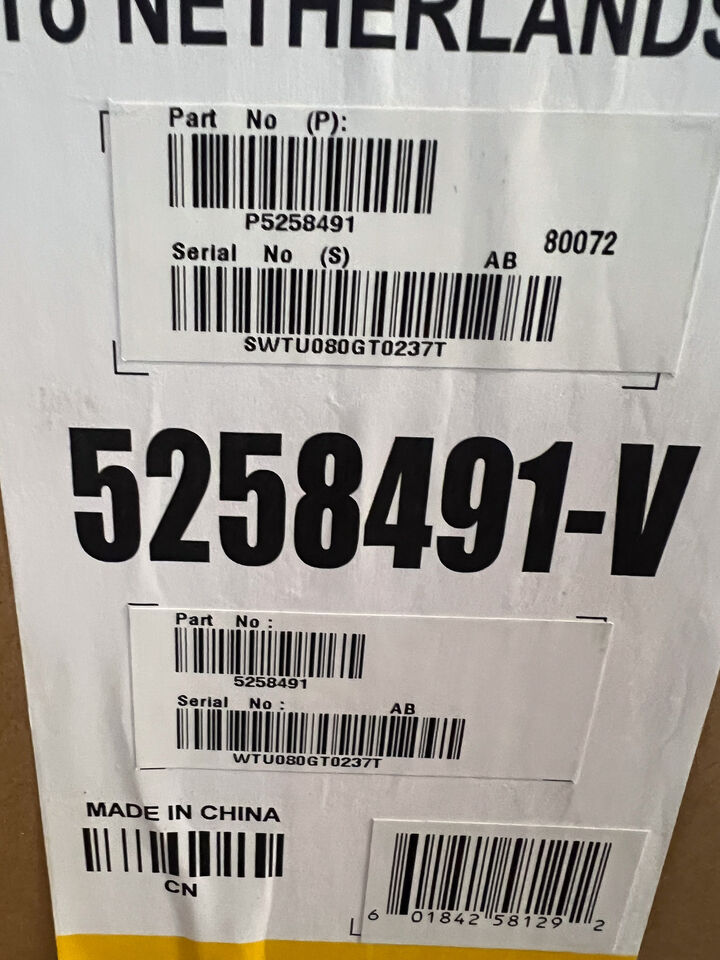 TO NETHERLANDS
Part No (P):
P5258491
80072
Serial No (S) AB
SWTU080GT0237T
5258491-V
Part No :
5258491
Serial No : AB
WTU080GT0237T
MADE IN CHINA
CN
6 01842 58129 2